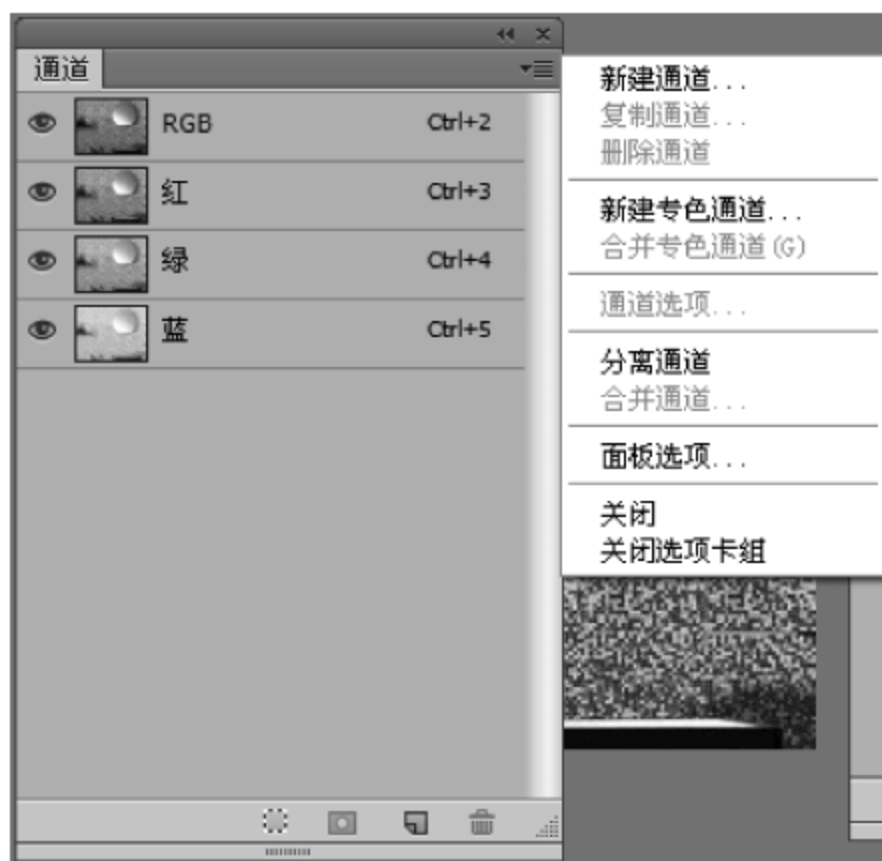 通道
RGB Ctrl+2
红 Ctrl+3
绿 Ctrl+4
蓝 Ctrl+5
新建通道...
复制通道...
删除通道
新建专色通道...
合并专色通道(G)
通道选项...
分离通道
合并通道...
面板选项...
关闭
关闭选项卡组